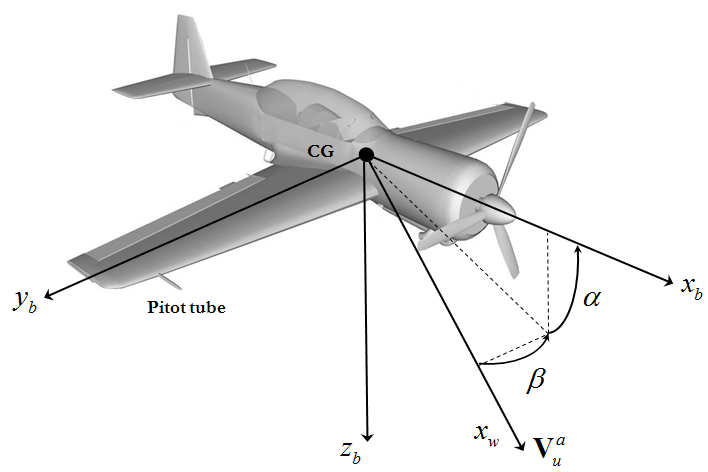 CG
y_b
Pitot tube
x_b
α
β
x_w
V_u^a
z_b